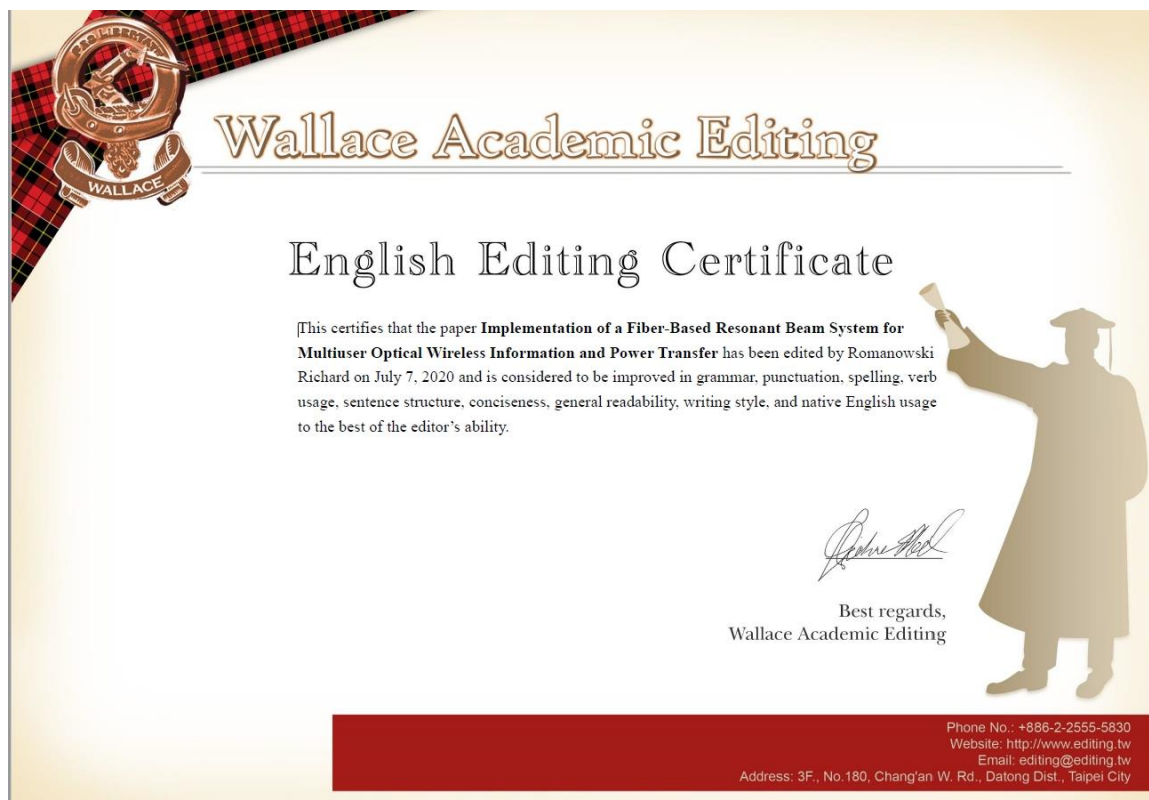 PRO LIBERTATE
WALLACE
Wallace Academic Editing
English Editing Certificate
This certifies that the paper Implementation of a Fiber-Based Resonant Beam System for
Multiuser Optical Wireless Information and Power Transfer has been edited by Romanowski
Richard on July 7, 2020 and is considered to be improved in grammar, punctuation, spelling, verb
usage, sentence structure, conciseness, general readability, writing style, and native English usage
to the best of the editor’s ability.
Best regards,
Wallace Academic Editing
Phone No.: +886-2-2555-5830
Website: http://www.editing.tw
Email: editing@editing.tw
Address: 3F., No.180, Chang'an W. Rd., Datong Dist., Taipei City